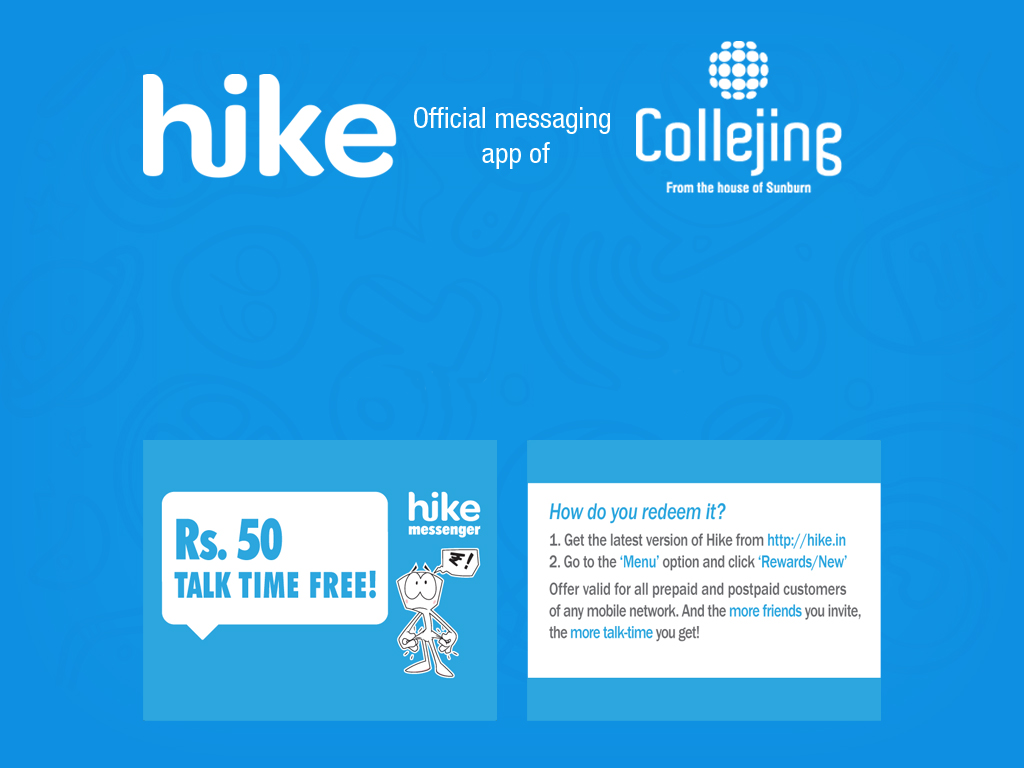 hike
Official messaging
app of
Collejing
From the house of Sunburn
Rs. 50
TALK TIME FREE!
hike
messenger
₹!
How do you redeem it?
1. Get the latest version of Hike from http://hike.in
2. Go to the ‘Menu’ option and click ‘Rewards/New’
Offer valid for all prepaid and postpaid customers
of any mobile network. And the more friends you invite,
the more talk-time you get!